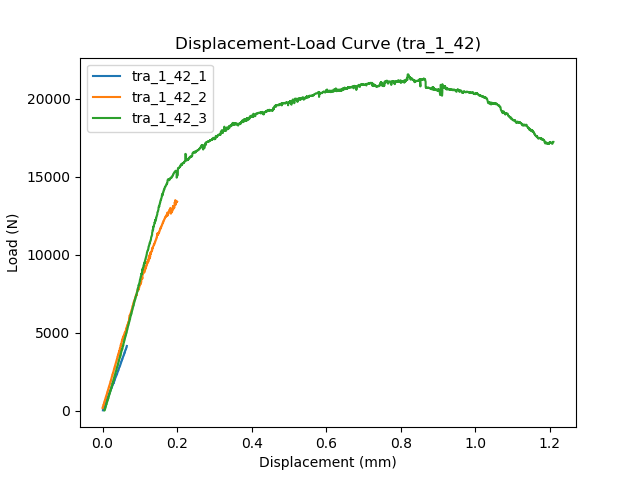 Displacement-Load Curve (tra_1_42)
tra_1_42_1
tra_1_42_2
tra_1_42_3
20000
15000
10000
5000
0
Load (N)
0.0 0.2 0.4 0.6 0.8 1.0 1.2
Displacement (mm)